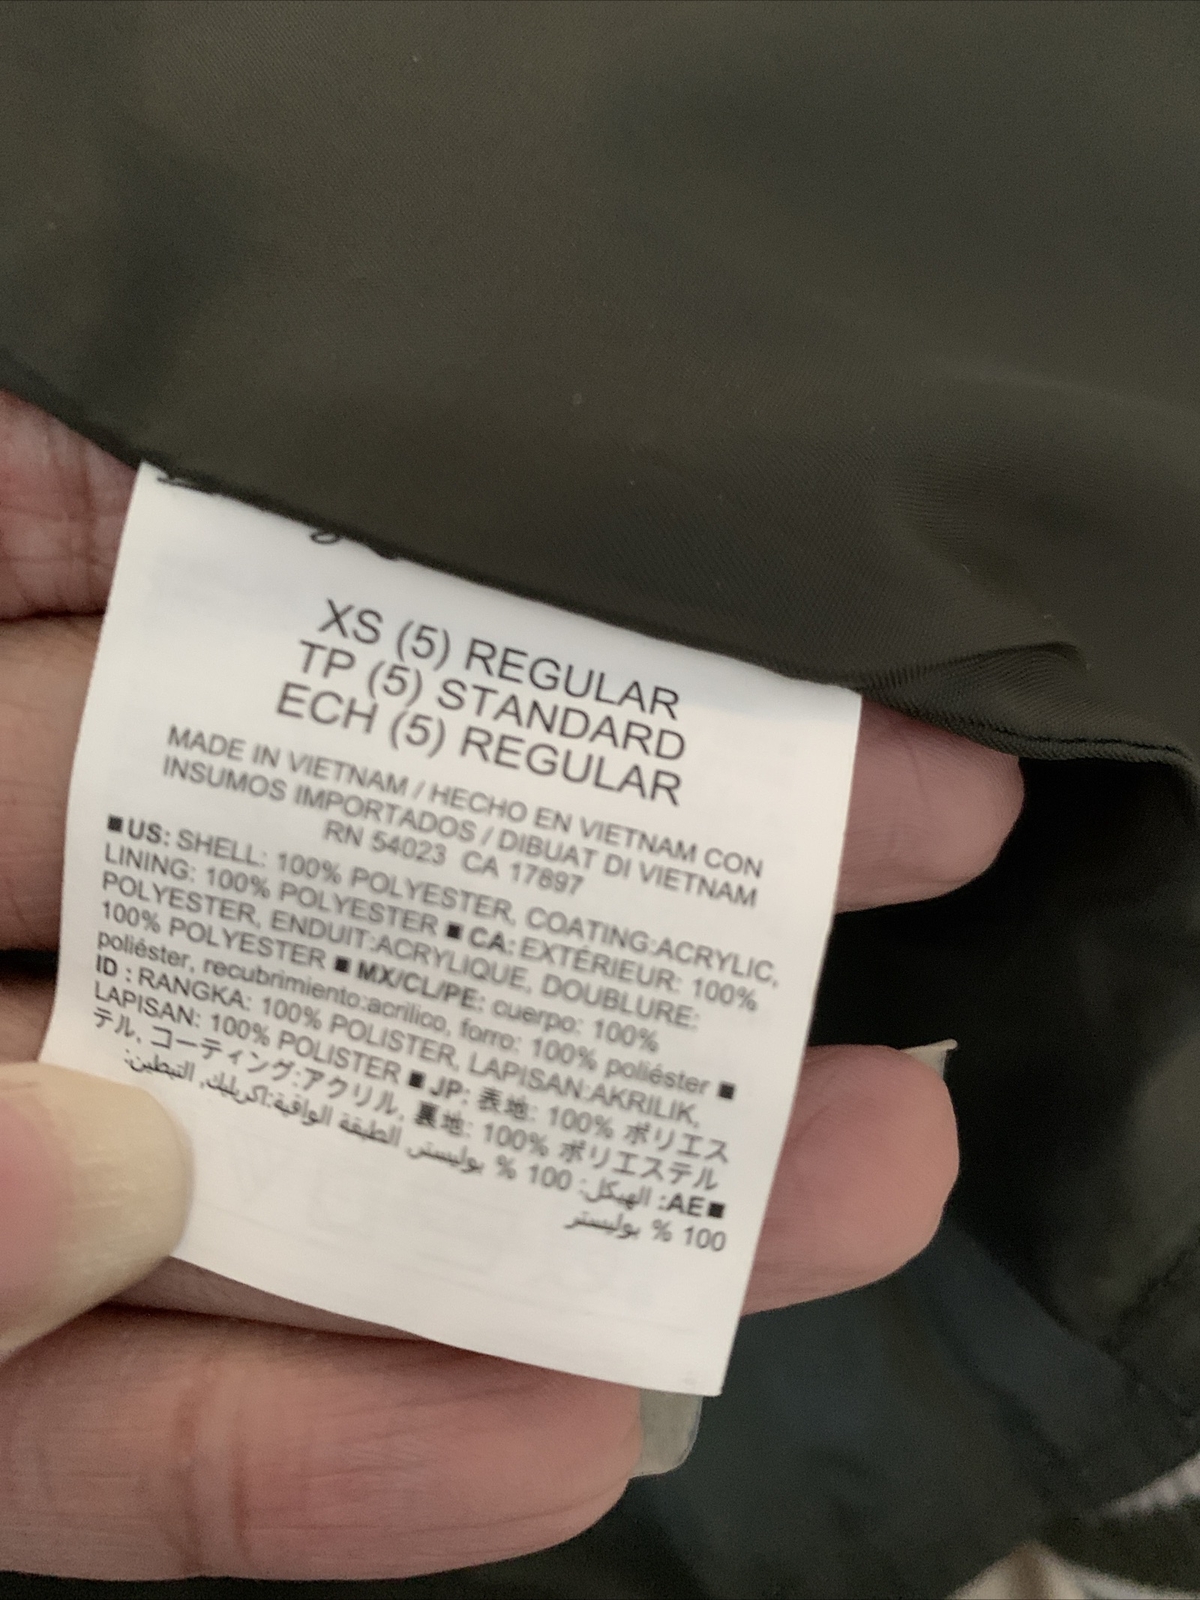 XS (5) REGULAR
TP (5) STANDARD
ECH (5) REGULAR
MADE IN VIETNAM / HECHO EN VIETNAM CON
INSUMOS IMPORTADOS / DIBUAT DI VIETNAM
RN 54023 CA 17897
■US: SHELL: 100% POLYESTER, COATING:ACRYLIC,
LINING: 100% POLYESTER ■ CA: EXTÉRIEUR: 100%
POLYESTER, ENDUIT:ACRYLIQUE, DOUBLURE:
100% POLYESTER ■ MX/CL/PE: cuerpo: 100%
poliéster, recubrimiento:acrílico, forro: 100% poliéster ■
ID : RANGKA: 100% POLISTER, LAPISAN:AKRILIK,
LAPISAN: 100% POLISTER ■ JP: 表地: 100% ポリエス
テル, コーティング:アクリル, 裏地: 100% ポリエステル
■AE: الهيكل: 100 % بوليستر الطبقة الواقية:اكريليك, التبطين:
100 % بوليستر